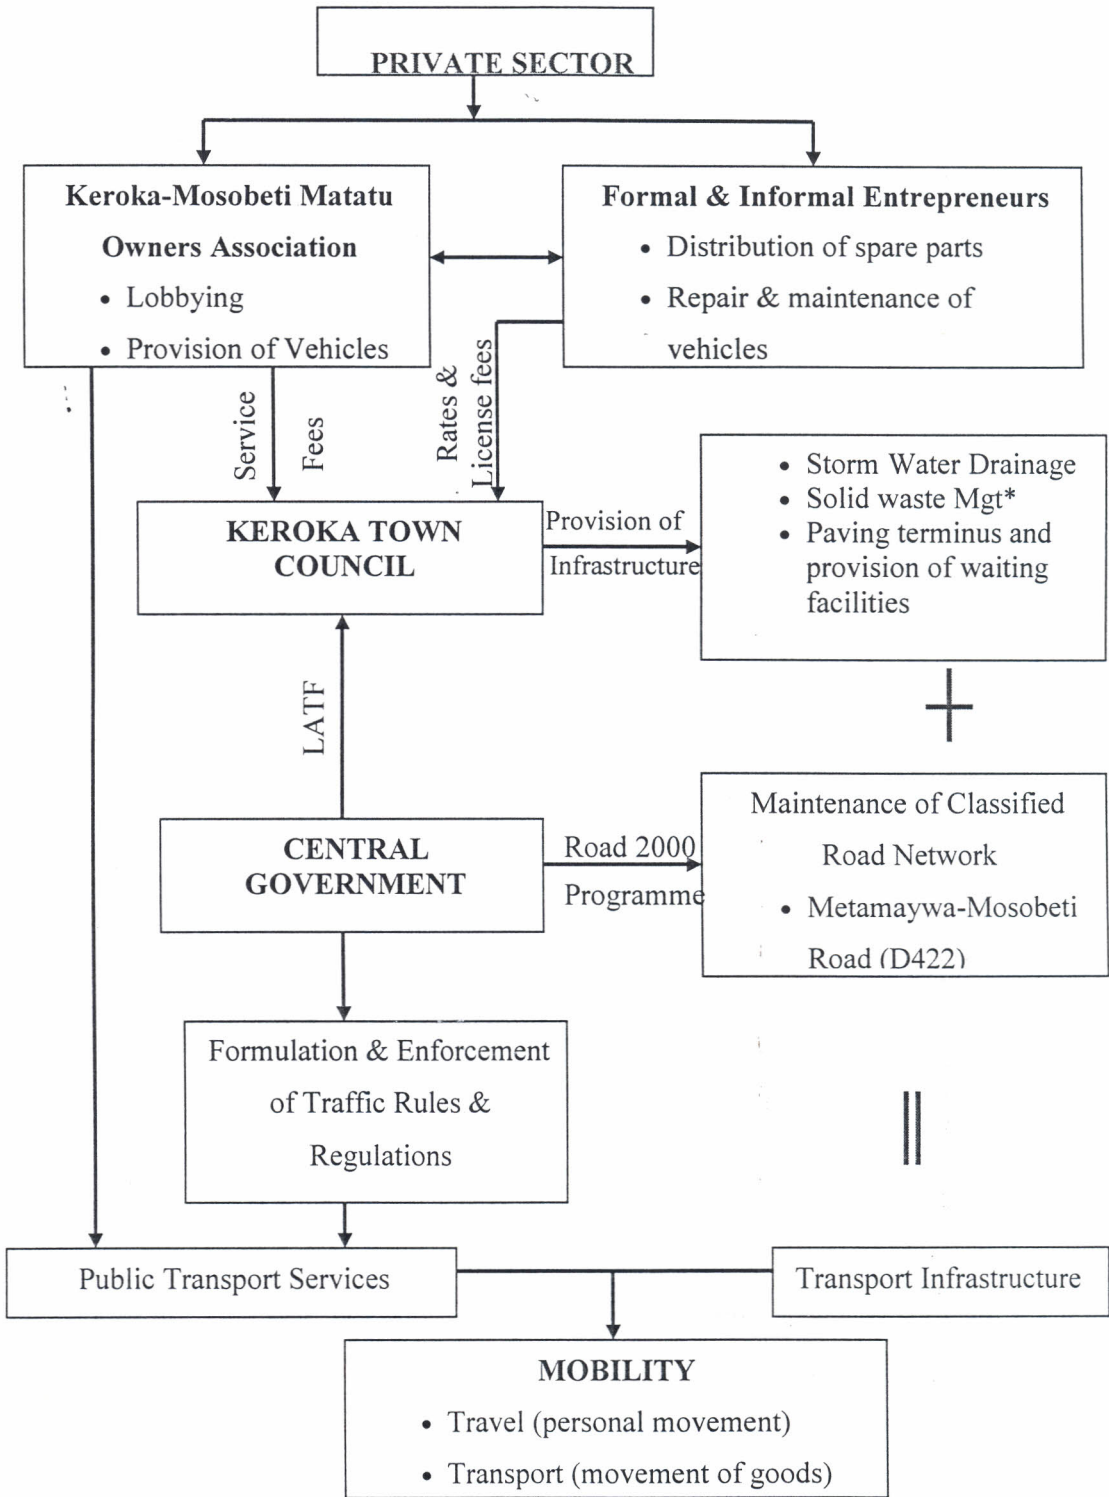 PRIVATE SECTOR
Keroka-Mosobeti Matatu
Owners Association
• Lobbying
• Provision of Vehicles
Formal & Informal Entrepreneurs
• Distribution of spare parts
• Repair & maintenance of
vehicles
Service
Fees
Rates &
License fees
KEROKA TOWN
COUNCIL
Provision of
Infrastructure
• Storm Water Drainage
• Solid waste Mgt*
• Paving terminus and
provision of waiting
facilities
+
LATF
CENTRAL
GOVERNMENT
Road 2000
Programme
Maintenance of Classified
Road Network
• Metamaywa-Mosobeti
Road (D422)
Formulation & Enforcement
of Traffic Rules &
Regulations
||
Public Transport Services
Transport Infrastructure
MOBILITY
• Travel (personal movement)
• Transport (movement of goods)